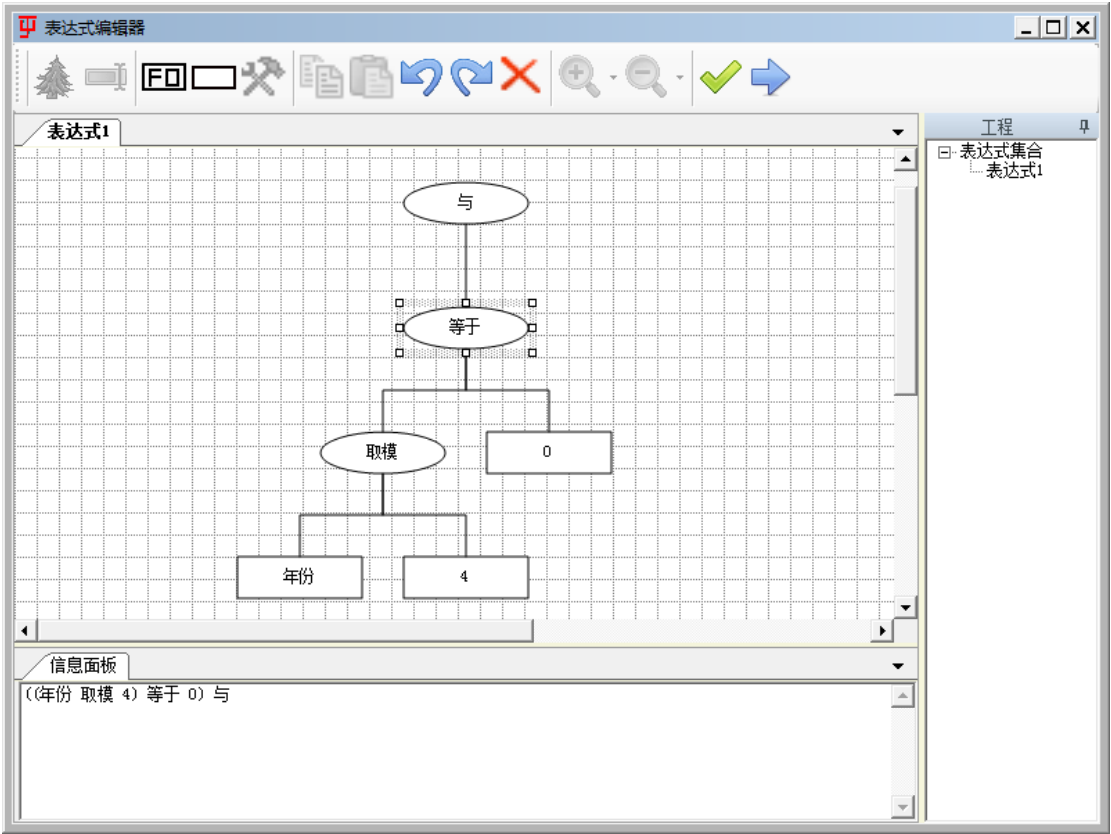 表达式编辑器
F()
表达式1
工程
表达式集合
表达式1
与
等于
取模
0
年份
4
信息面板
((年份 取模 4) 等于 0) 与